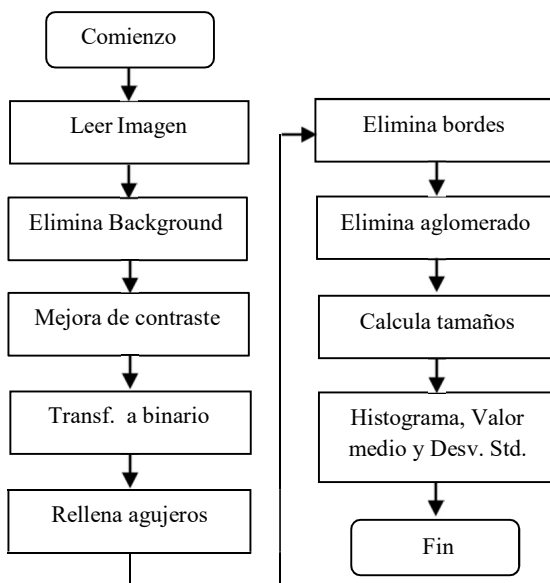 Comienzo
Leer Imagen
Elimina Background
Mejora de contraste
Transf. a binario
Rellena agujeros
Elimina bordes
Elimina aglomerado
Calcula tamaños
Histograma, Valor
medio y Desv. Std.
Fin